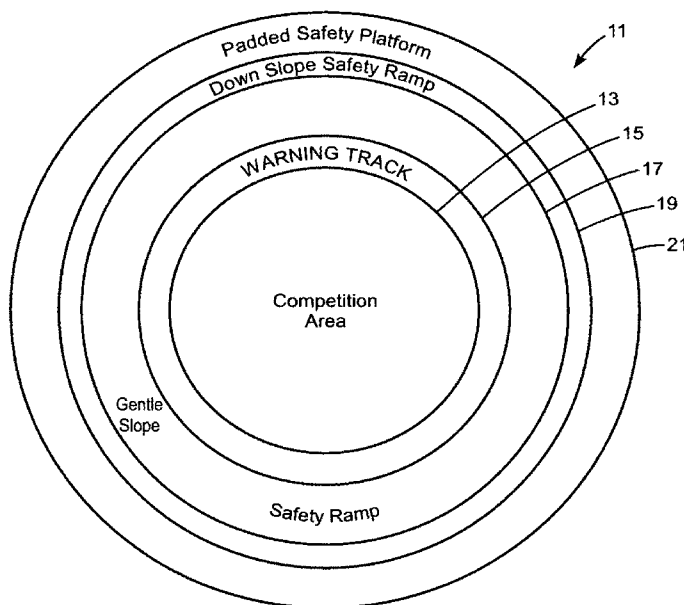 Padded Safety Platform
Down Slope Safety Ramp
WARNING TRACK
Competition
Area
Gentle
Slope
Safety Ramp
11
13
15
17
19
21